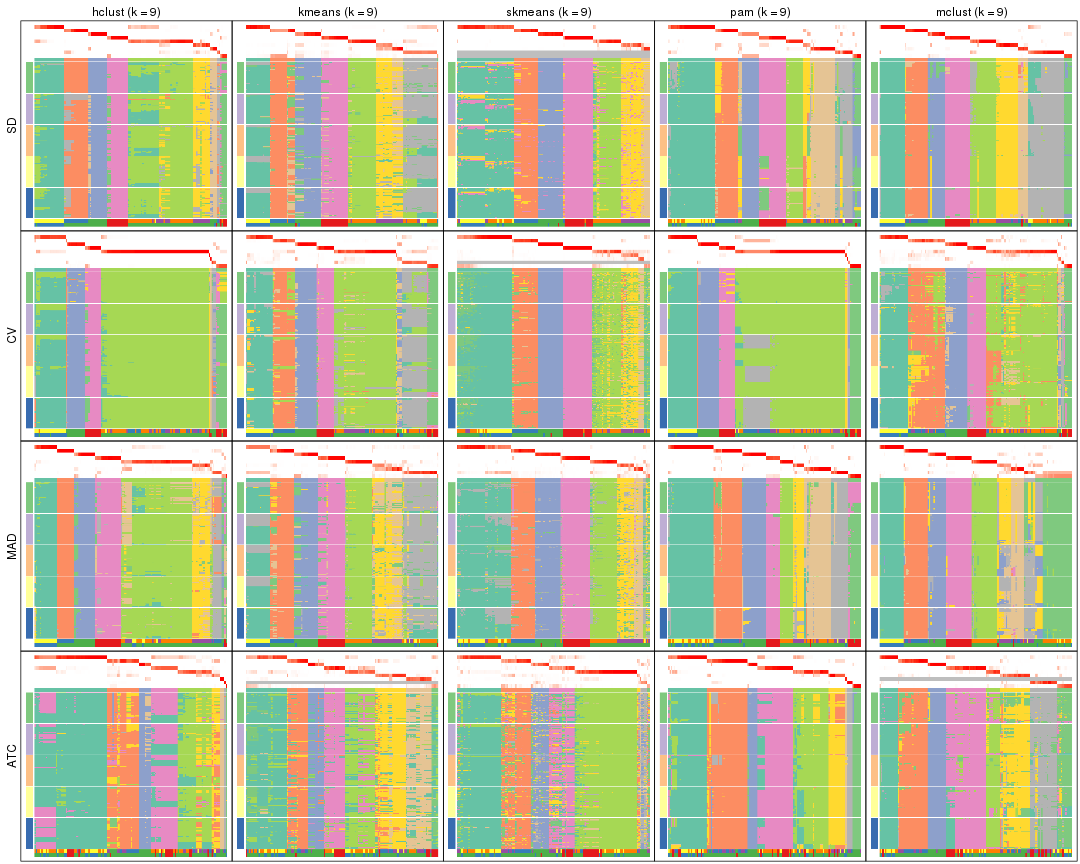 hclust (k = 9)
kmeans (k = 9)
skmeans (k = 9)
pam (k = 9)
mclust (k = 9)
SD
CV
MAD
ATC